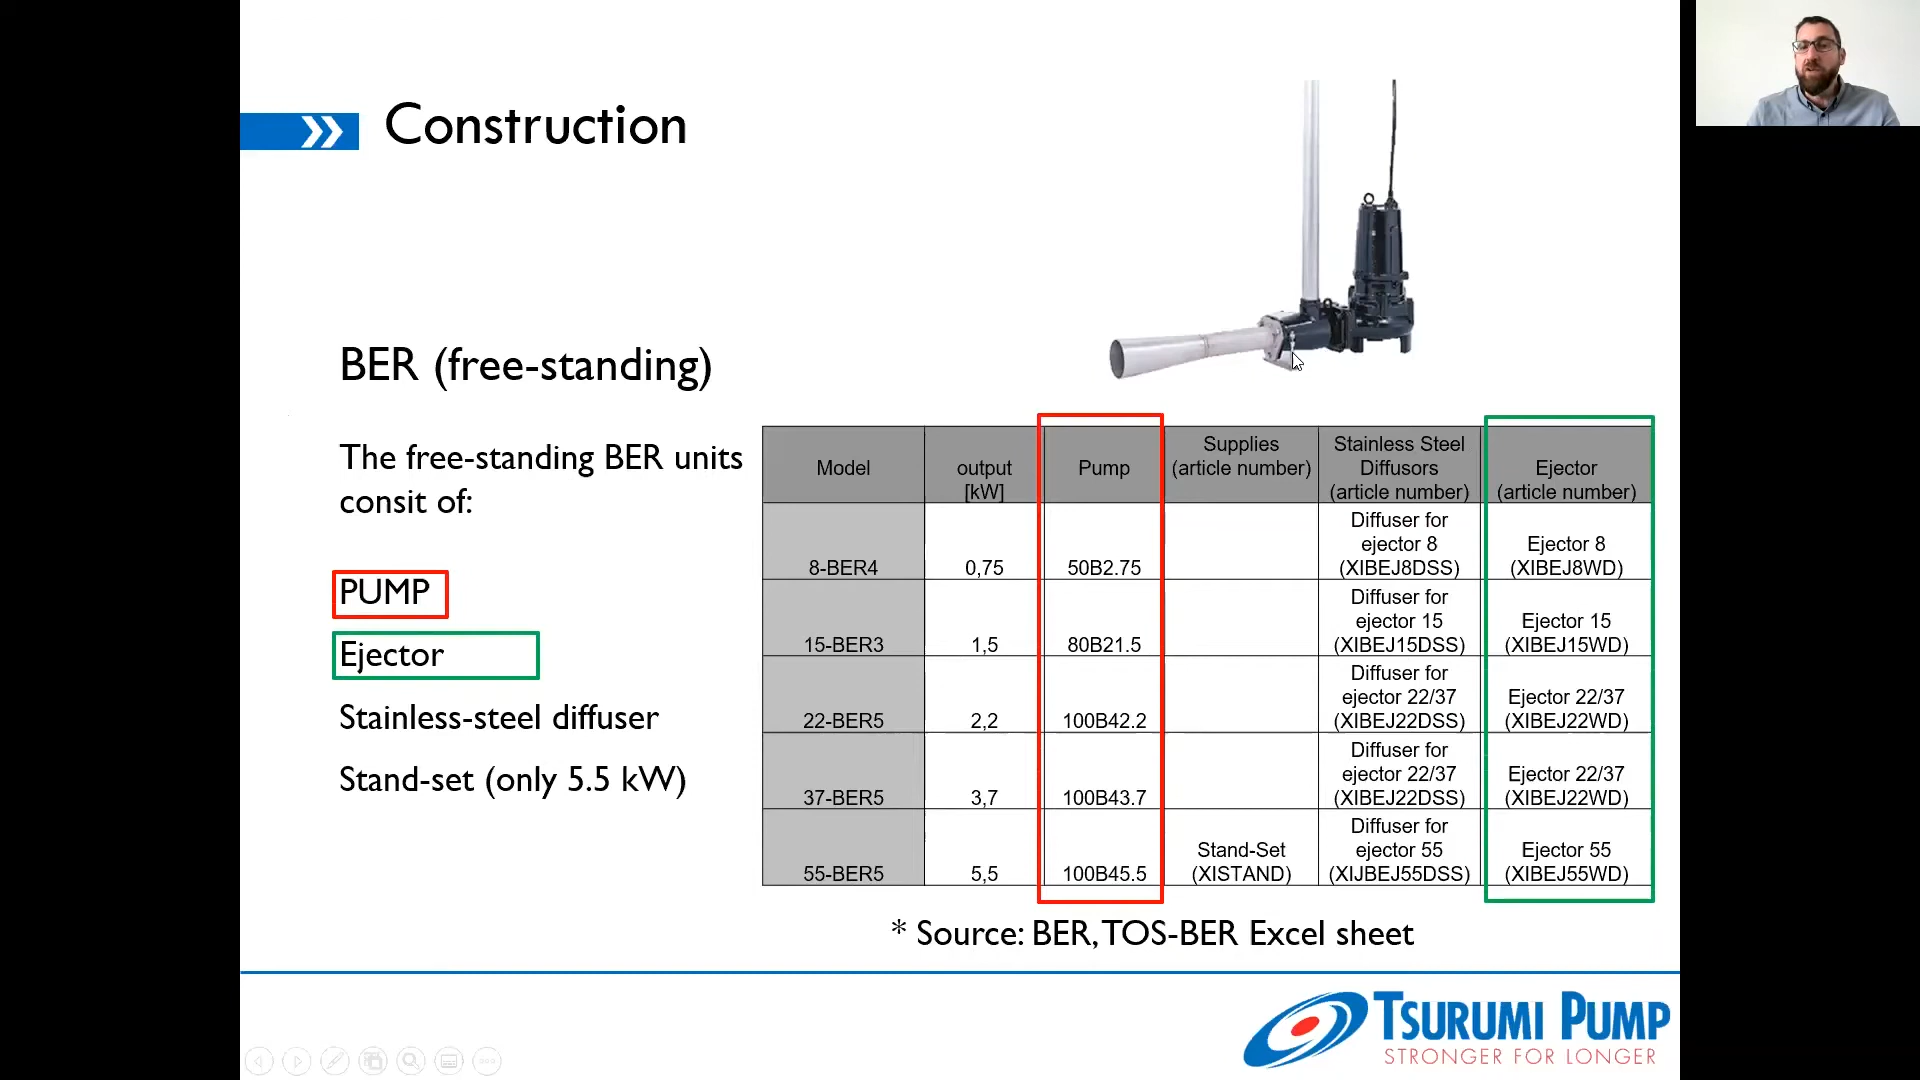 Construction
BER (free-standing)
The free-standing BER units
consit of:
PUMP
Ejector
Stainless-steel diffuser
Stand-set (only 5.5 kW)
Model output [kW] Pump Supplies (article number) Stainless Steel Diffusors (article number) Ejector (article number)
8-BER4 0,75 50B2.75 Diffuser for ejector 8 (XIBEJ8DSS) Ejector 8 (XIBEJ8WD)
15-BER3 1,5 80B21.5 Diffuser for ejector 15 (XIBEJ15DSS) Ejector 15 (XIBEJ15WD)
22-BER5 2,2 100B42.2 Diffuser for ejector 22/37 (XIBEJ22DSS) Ejector 22/37 (XIBEJ22WD)
37-BER5 3,7 100B43.7 Diffuser for ejector 22/37 (XIBEJ22DSS) Ejector 22/37 (XIBEJ22WD)
55-BER5 5,5 100B45.5 Stand-Set (XISTAND) Diffuser for ejector 55 (XIJBEJ55DSS) Ejector 55 (XIBEJ55WD)
* Source: BER, TOS-BER Excel sheet
TSURUMI PUMP
STRONGER FOR LONGER